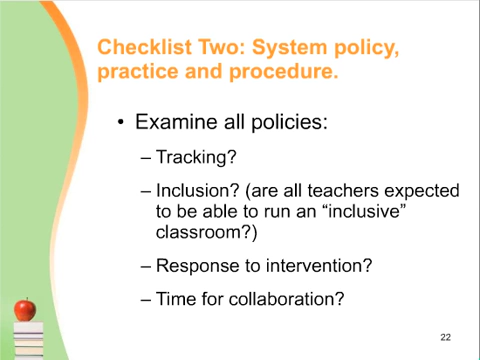 Checklist Two: System policy,
practice and procedure.
• Examine all policies:
– Tracking?
– Inclusion? (are all teachers expected
to be able to run an “inclusive”
classroom?)
– Response to intervention?
– Time for collaboration?
22